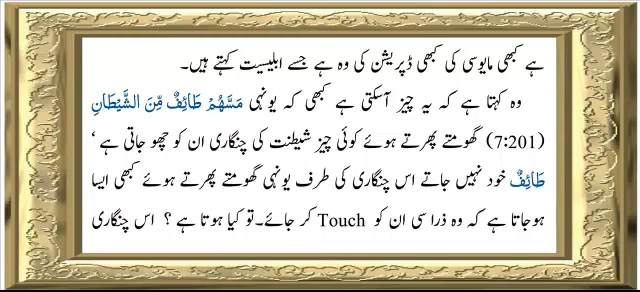 ہے کبھی مایوسی کی کبھی ڈپریشن کی وہ ہے جسے ابلیسیت کہتے ہیں۔
وہ کہتا ہے کہ یہ چیز آسکتی ہے کبھی کہ یونہی مَسَّهُمْ طَائِفٌ مِّنَ الشَّيْطَانِ
(7:201) گھومتے پھرتے ہوئے کوئی چیز شیطنت کی چنگاری ان کو چھو جاتی ہے‘
طَائِفٌ خود نہیں جاتے اس چنگاری کی طرف یونہی گھومتے پھرتے ہوئے کبھی ایسا
ہوجاتا ہے کہ وہ ذرا سی ان کو Touch کر جائے۔تو کیا ہوتا ہے ؟ اس چنگاری